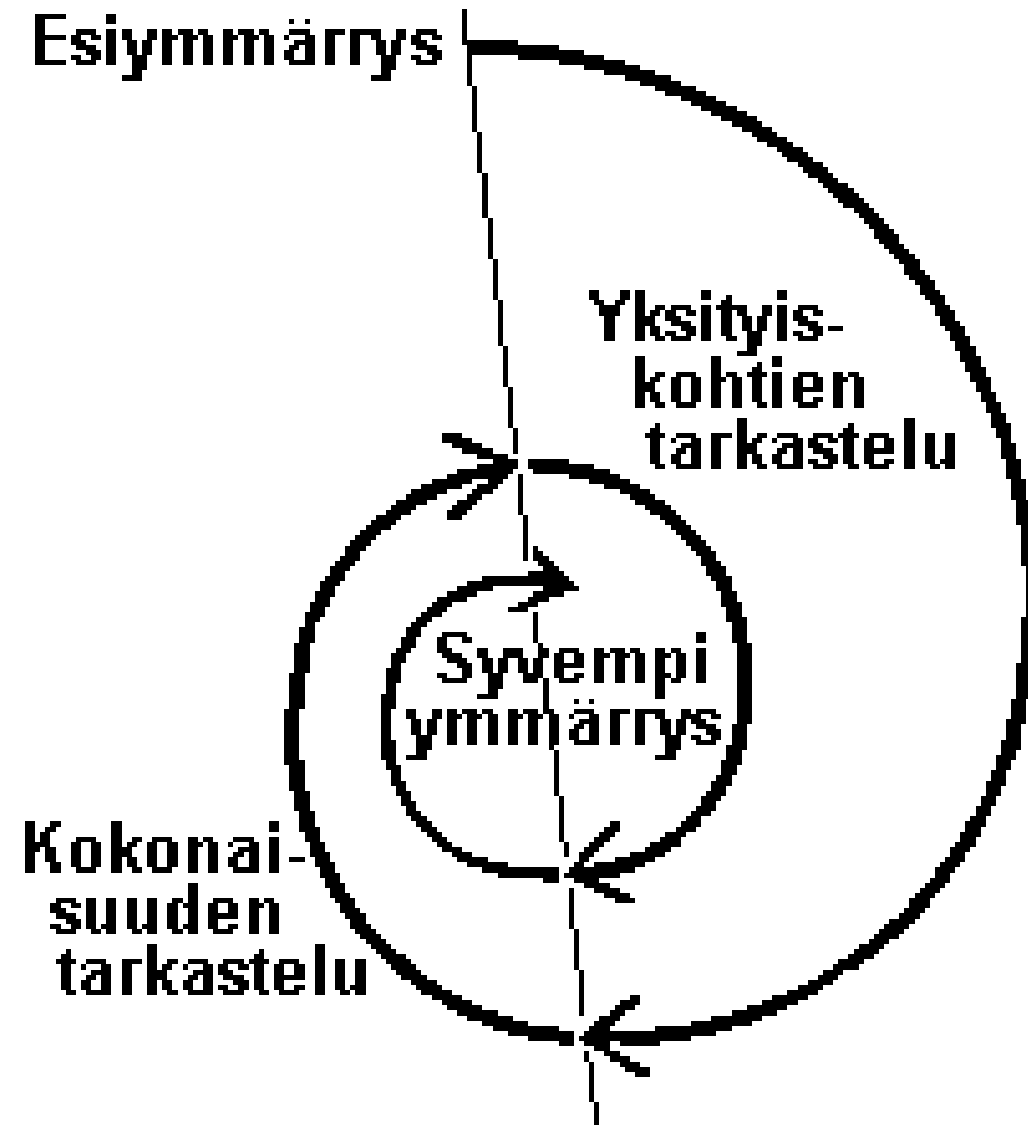 Esiymmärrys
Yksityis-
kohtien
tarkastelu
Syvempi
ymmärrys
Kokonai-
suuden
tarkastelu